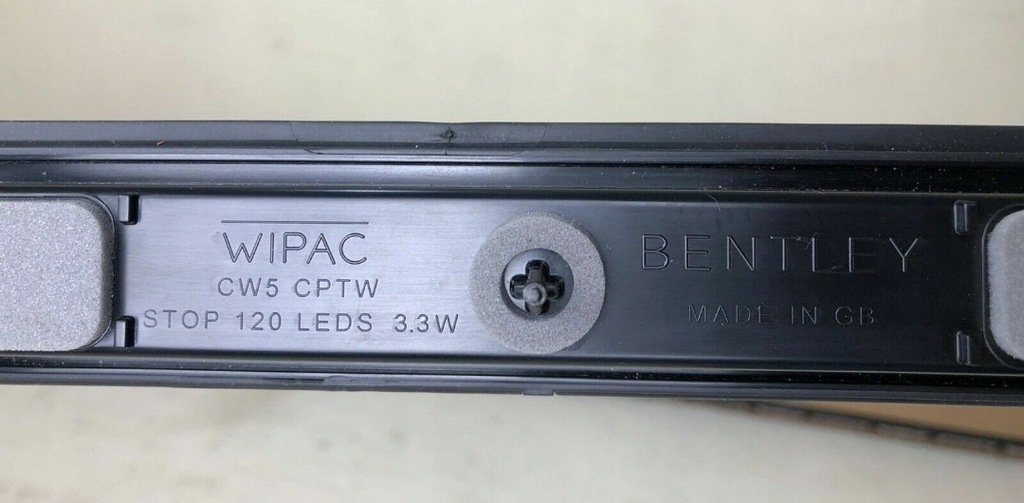 WIPAC
CW5 CPTW
STOP 120 LEDS 3.3W
BENTLEY
MADE IN GB